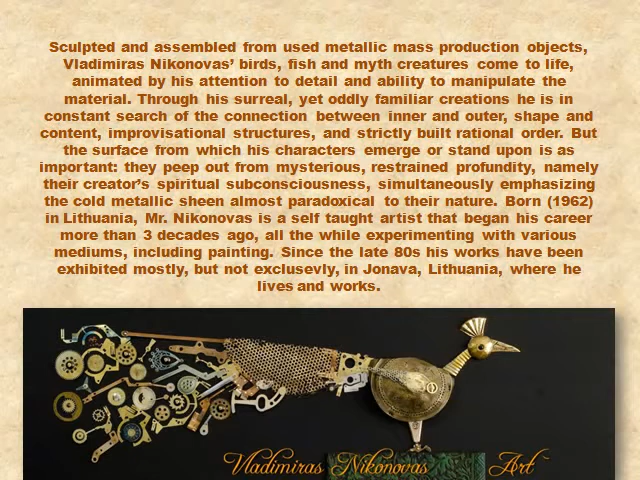 Sculpted and assembled from used metallic mass production objects,
Vladimiras Nikonovas’ birds, fish and myth creatures come to life,
animated by his attention to detail and ability to manipulate the
material. Through his surreal, yet oddly familiar creations he is in
constant search of the connection between inner and outer, shape and
content, improvisational structures, and strictly built rational order. But
the surface from which his characters emerge or stand upon is as
important: they peep out from mysterious, restrained profundity, namely
their creator’s spiritual subconsciousness, simultaneously emphasizing
the cold metallic sheen almost paradoxical to their nature. Born (1962)
in Lithuania, Mr. Nikonovas is a self taught artist that began his career
more than 3 decades ago, all the while experimenting with various
mediums, including painting. Since the late 80s his works have been
exhibited mostly, but not exclusevly, in Jonava, Lithuania, where he
lives and works.
Vladimiras Nikonovas Art